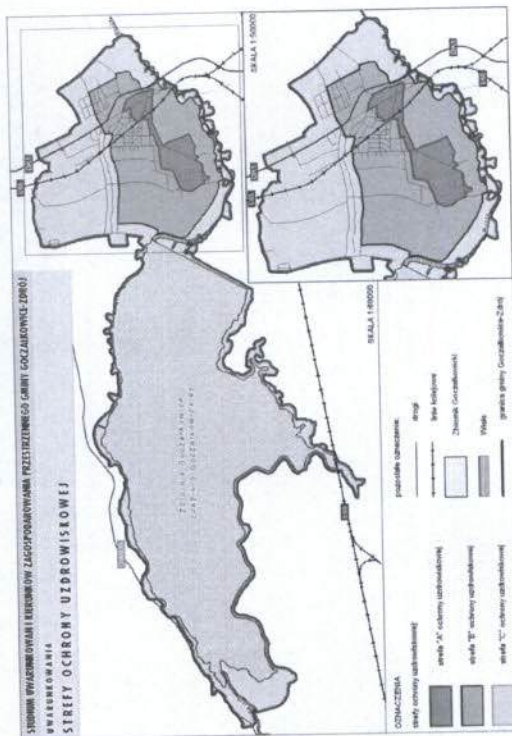 STUDIUM UWARUNKOWAŃ I KIERUNKÓW ZAGOSPODAROWANIA PRZESTRZENNEGO GMINY GOCZAŁKOWICE-ZDRÓJ
UWARUNKOWANIA
STREFY OCHRONY UZDROWISKOWEJ
SKALA 1:50000
SKALA 1:60000
OZNACZENIA
strefy ochrony uzdrowiskowej
strefa "A" ochrony uzdrowiskowej
strefa "B" ochrony uzdrowiskowej
strefa "C" ochrony uzdrowiskowej
pozostałe oznaczenia:
drogi
linie kolejowe
Zbiornik Goczałkowicki
Wisła
granica gminy Goczałkowice-Zdrój